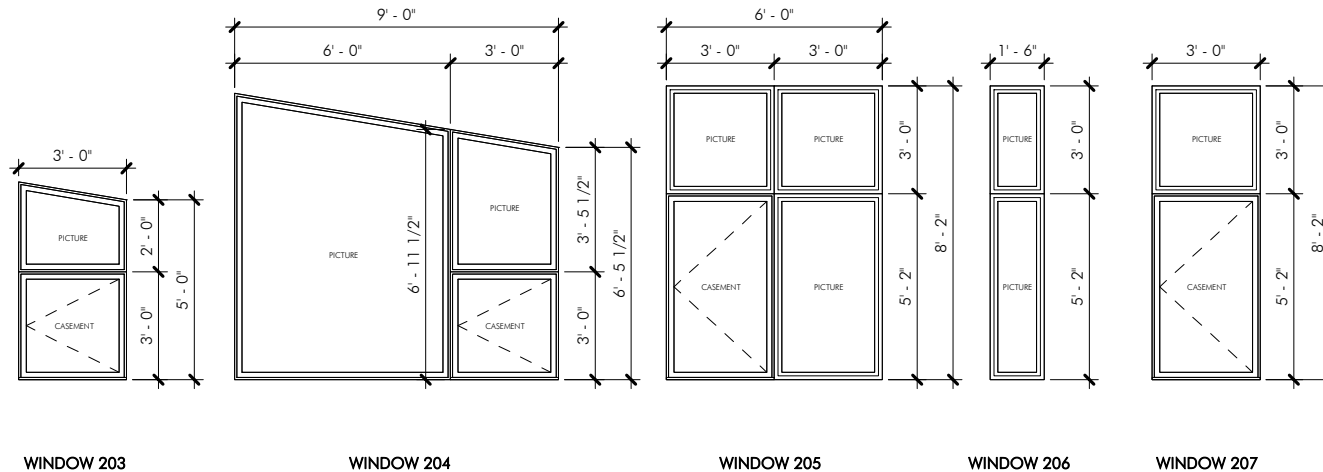 9' - 0"
6' - 0"
6' - 0" 3' - 0"
3' - 0" 3' - 0"
1' - 6"
3' - 0"
3' - 0"
PICTURE
CASEMENT
2' - 0"
3' - 0"
5' - 0"
PICTURE
6' - 11 1/2"
PICTURE
CASEMENT
3' - 5 1/2"
3' - 0"
6' - 5 1/2"
PICTURE PICTURE
CASEMENT PICTURE
3' - 0"
5' - 2"
8' - 2"
PICTURE
PICTURE
3' - 0"
5' - 2"
PICTURE
CASEMENT
3' - 0"
5' - 2"
8' - 2"
WINDOW 203 WINDOW 204 WINDOW 205 WINDOW 206 WINDOW 207